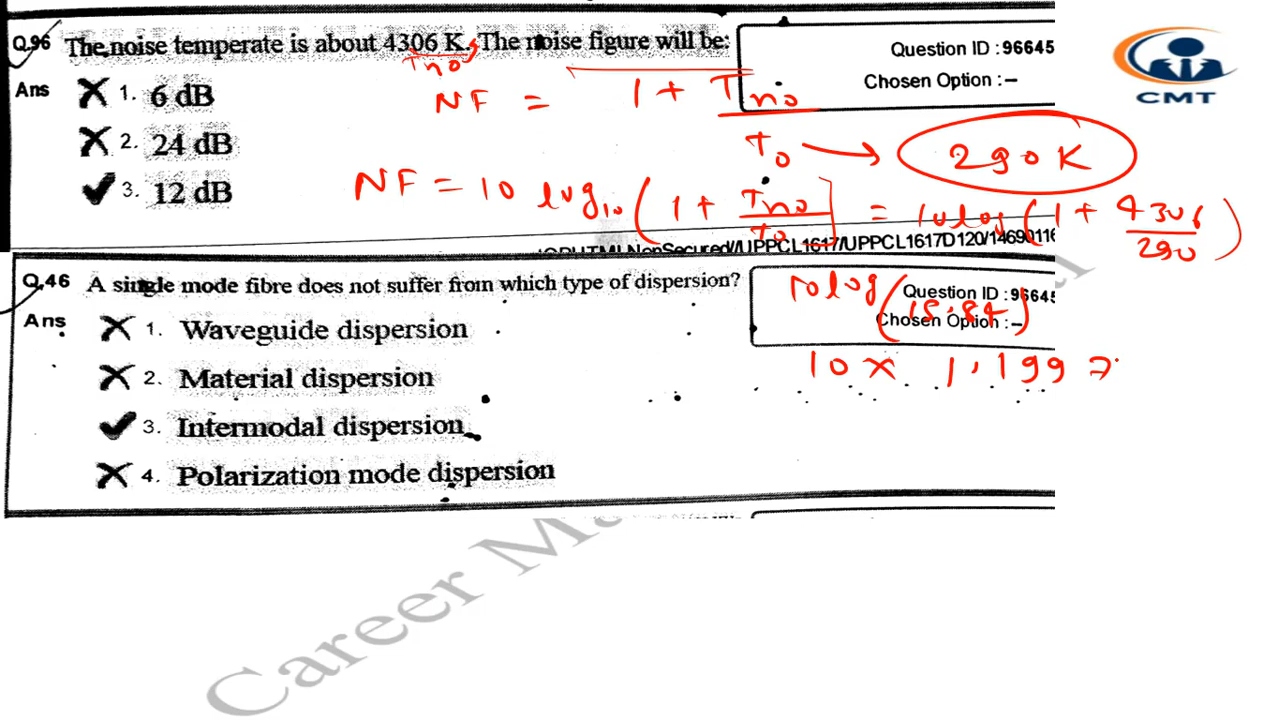 Q.96 The noise temperate is about 4306 K. The noise figure will be:
Question ID : 96645
Chosen Option :–
Tno
Ans 1. 6 dB
NF = 1 + Tno
To → 290 K
2. 24 dB
3. 12 dB
NF = 10 log10 (1 + Tno/To) = 10 log (1 + 4306/290)
NonSecured//UPPCL1617/UPPCL1617D120/14690116
Q.46 A single mode fibre does not suffer from which type of dispersion?
Question ID : 96645
Chosen Option :–
10 log (15.84)
10 x 1.1997
Ans 1. Waveguide dispersion
2. Material dispersion
3. Intermodal dispersion
4. Polarization mode dispersion
CMT
Career